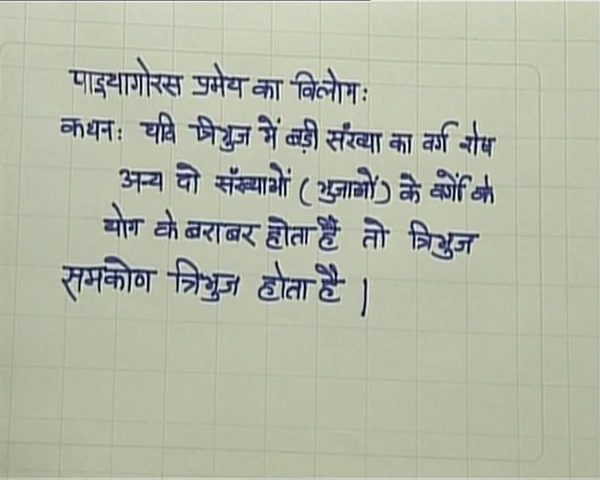 पाइथागोरस प्रमेय का विलोम:
कथन: यदि त्रिभुज में बड़ी संख्या का वर्ग शेष
अन्य दो संख्याओं (भुजाओं) के वर्गों के
योग के बराबर होता है तो त्रिभुज
समकोण त्रिभुज होता है |